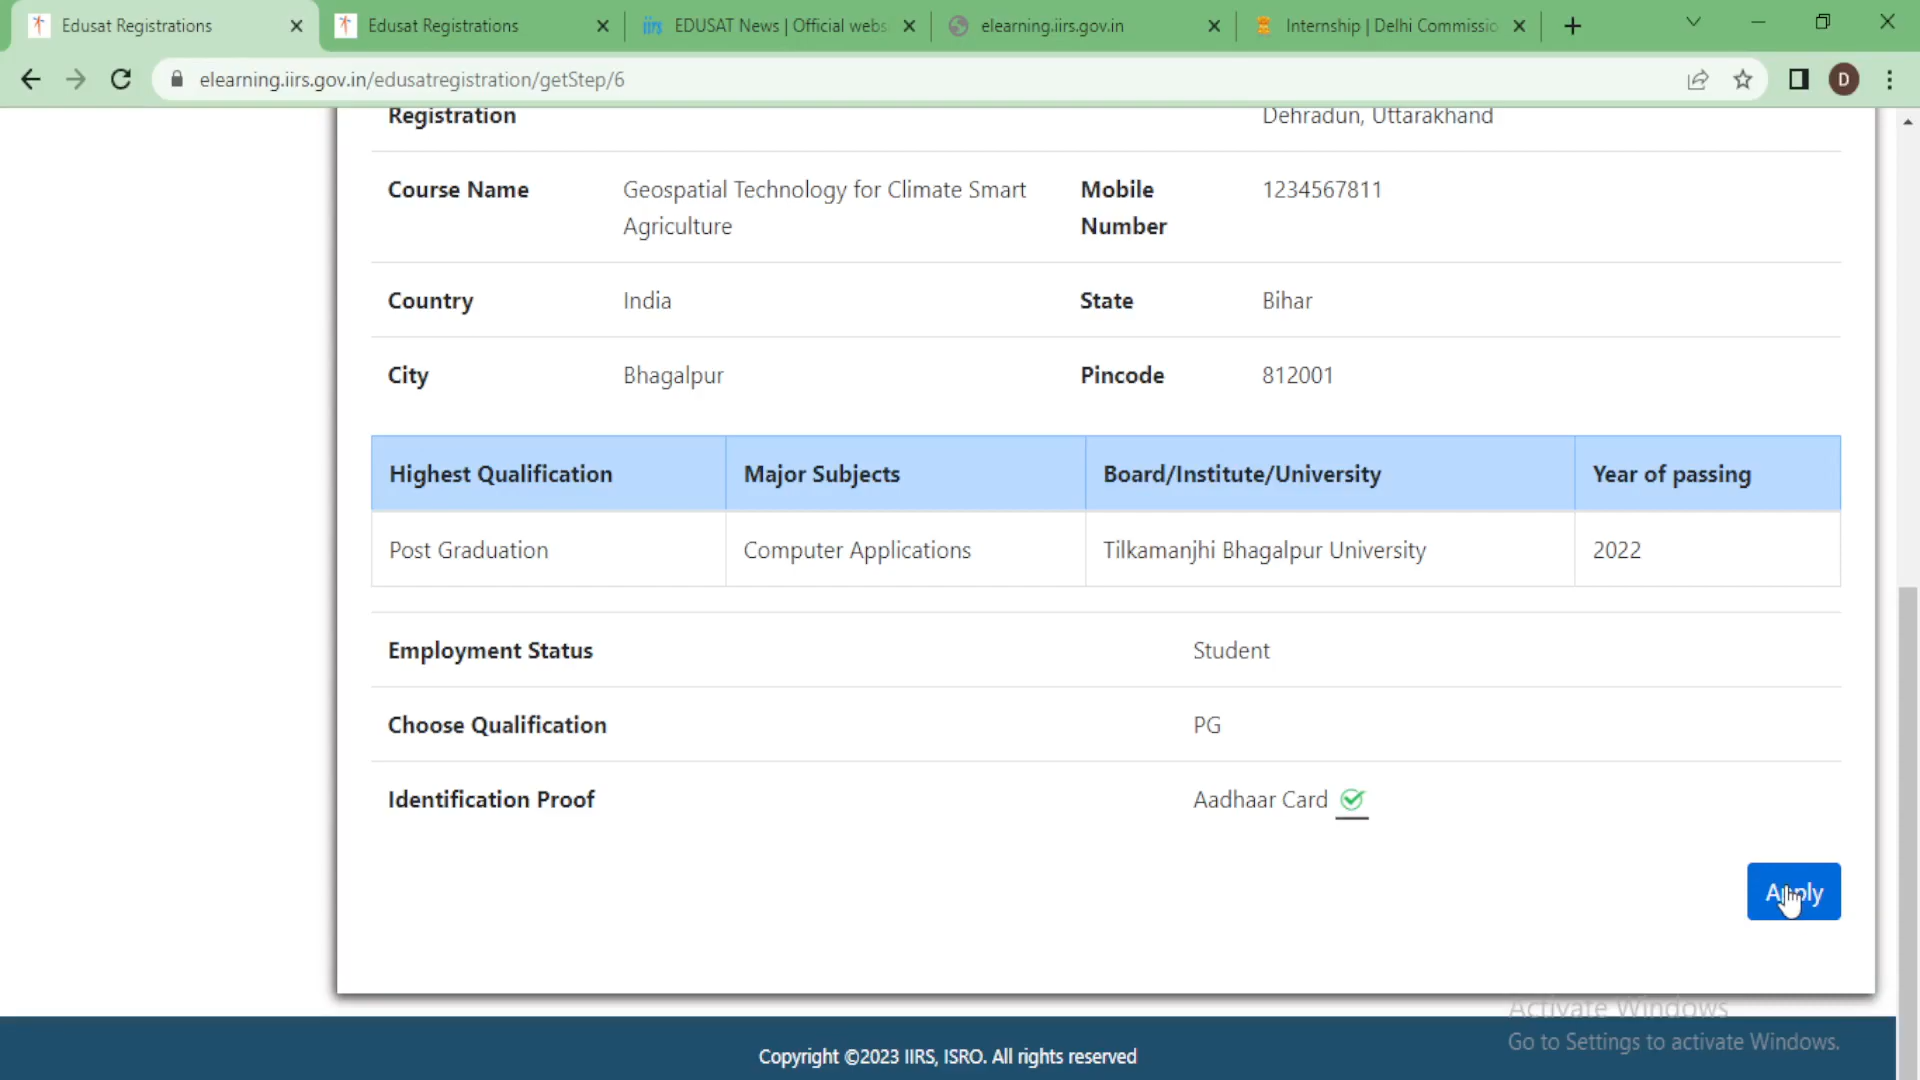 Edusat Registrations
Edusat Registrations
iirs EDUSAT News | Official webs
elearning.iirs.gov.in
Internship | Delhi Commissio
elearning.iirs.gov.in/edusatregistration/getStep/6
D
Registration Dehradun, Uttarakhand
Course Name Geospatial Technology for Climate Smart Mobile 1234567811
Agriculture Number
Country India State Bihar
City Bhagalpur Pincode 812001
Highest Qualification Major Subjects Board/Institute/University Year of passing
Post Graduation Computer Applications Tilkamanjhi Bhagalpur University 2022
Employment Status Student
Choose Qualification PG
Identification Proof Aadhaar Card
Apply
Activate Windows
Go to Settings to activate Windows.
Copyright ©2023 IIRS, ISRO. All rights reserved